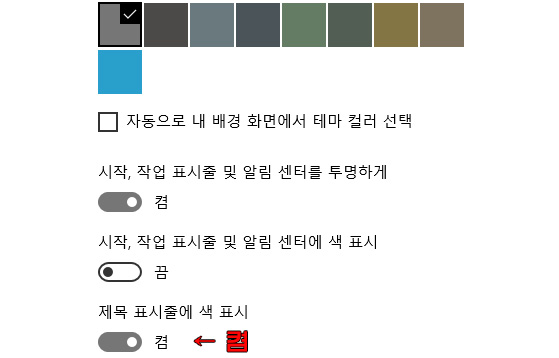 자동으로 내 배경 화면에서 테마 컬러 선택
시작, 작업 표시줄 및 알림 센터를 투명하게
켬
시작, 작업 표시줄 및 알림 센터에 색 표시
끔
제목 표시줄에 색 표시
켬 ← 켬